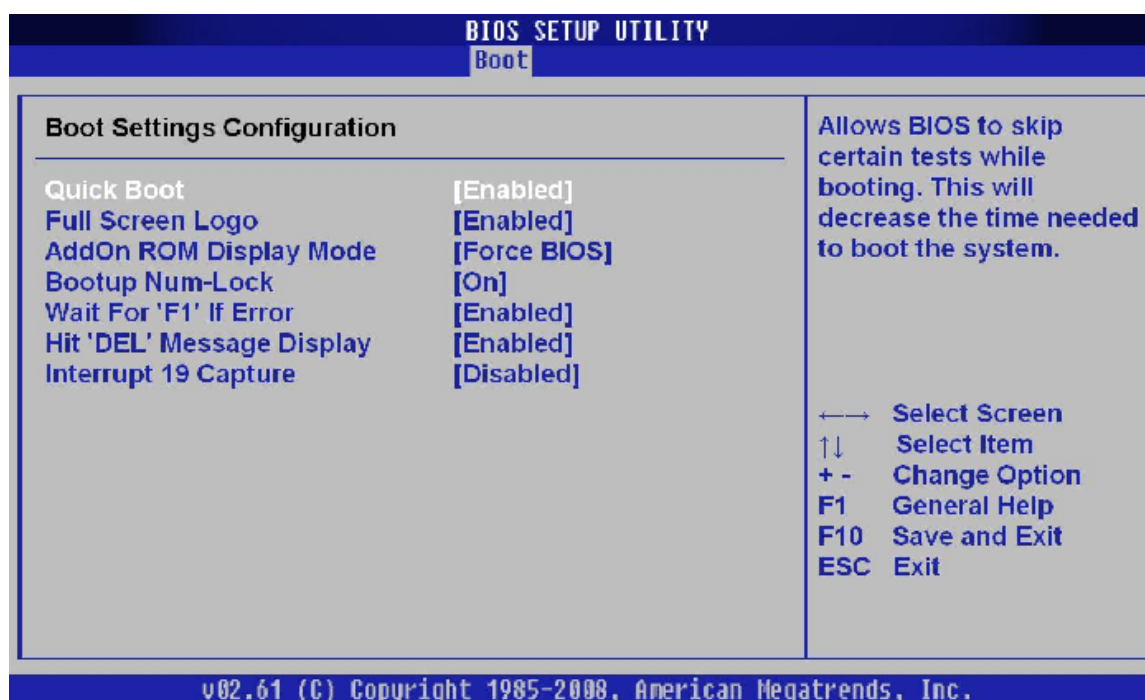 BIOS SETUP UTILITY
Boot
Boot Settings Configuration
Quick Boot [Enabled]
Full Screen Logo [Enabled]
AddOn ROM Display Mode [Force BIOS]
Bootup Num-Lock [On]
Wait For 'F1' If Error [Enabled]
Hit 'DEL' Message Display [Enabled]
Interrupt 19 Capture [Disabled]
Allows BIOS to skip
certain tests while
booting. This will
decrease the time needed
to boot the system.
←→ Select Screen
↑↓ Select Item
+ - Change Option
F1 General Help
F10 Save and Exit
ESC Exit
v02.61 (C) Copyright 1985-2008, American Megatrends, Inc.